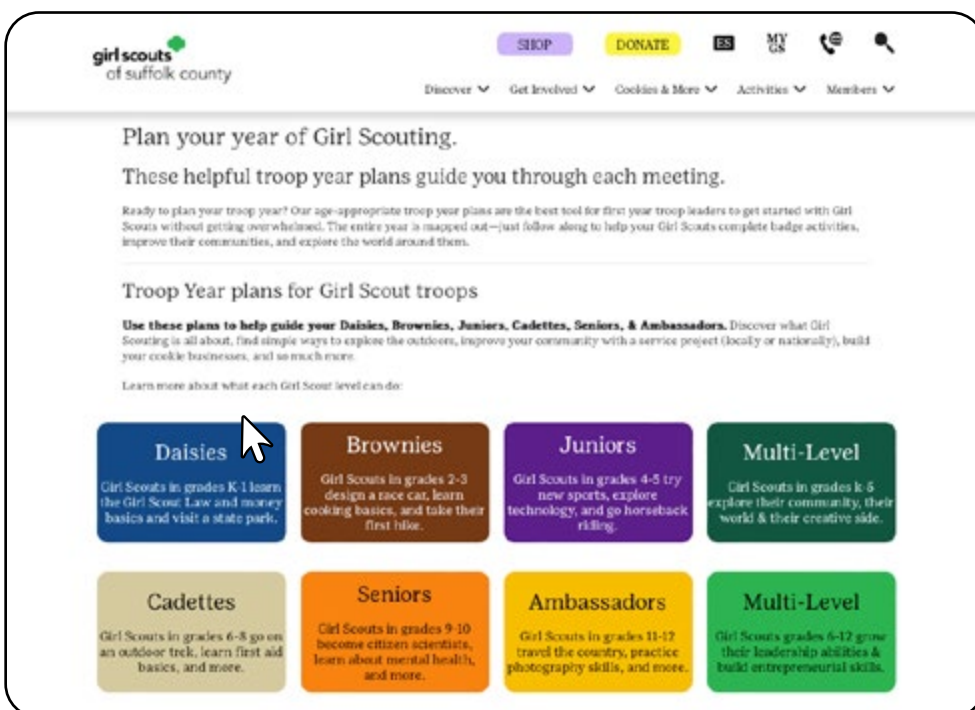 girl scouts
of suffolk county
SHOP
DONATE
ES
MY
GS
Discover
Get Involved
Cookies & More
Activities
Members
Plan your year of Girl Scouting.
These helpful troop year plans guide you through each meeting.
Ready to plan your troop year? Our age-appropriate troop year plans are the best tool for first year troop leaders to get started with Girl
Scouts without getting overwhelmed. The entire year is mapped out—just follow along to help your Girl Scouts complete badge activities,
improve their communities, and explore the world around them.
Troop Year plans for Girl Scout troops
Use these plans to help guide your Daisies, Brownies, Juniors, Cadettes, Seniors, & Ambassadors. Discover what Girl
Scouting is all about, find simple ways to explore the outdoors, improve your community with a service project (locally or nationally), build
your cookie businesses, and so much more.
Learn more about what each Girl Scout level can do:
Daisies
Girl Scouts in grades K-1 learn
the Girl Scout Law and money
basics and visit a state park.
Brownies
Girl Scouts in grades 2-3
design a race car, learn
cooking basics, and take their
first hike.
Juniors
Girl Scouts in grades 4-5 try
new sports, explore
technology, and go horseback
riding.
Multi-Level
Girl Scouts in grades k-5
explore their community, their
world & their creative side.
Cadettes
Girl Scouts in grades 6-8 go on
an outdoor trek, learn first aid
basics, and more.
Seniors
Girl Scouts in grades 9-10
become citizen scientists,
learn about mental health,
and more.
Ambassadors
Girl Scouts in grades 11-12
travel the country, practice
photography skills, and more.
Multi-Level
Girl Scouts grades 6-12 grow
their leadership abilities &
build entrepreneurial skills.